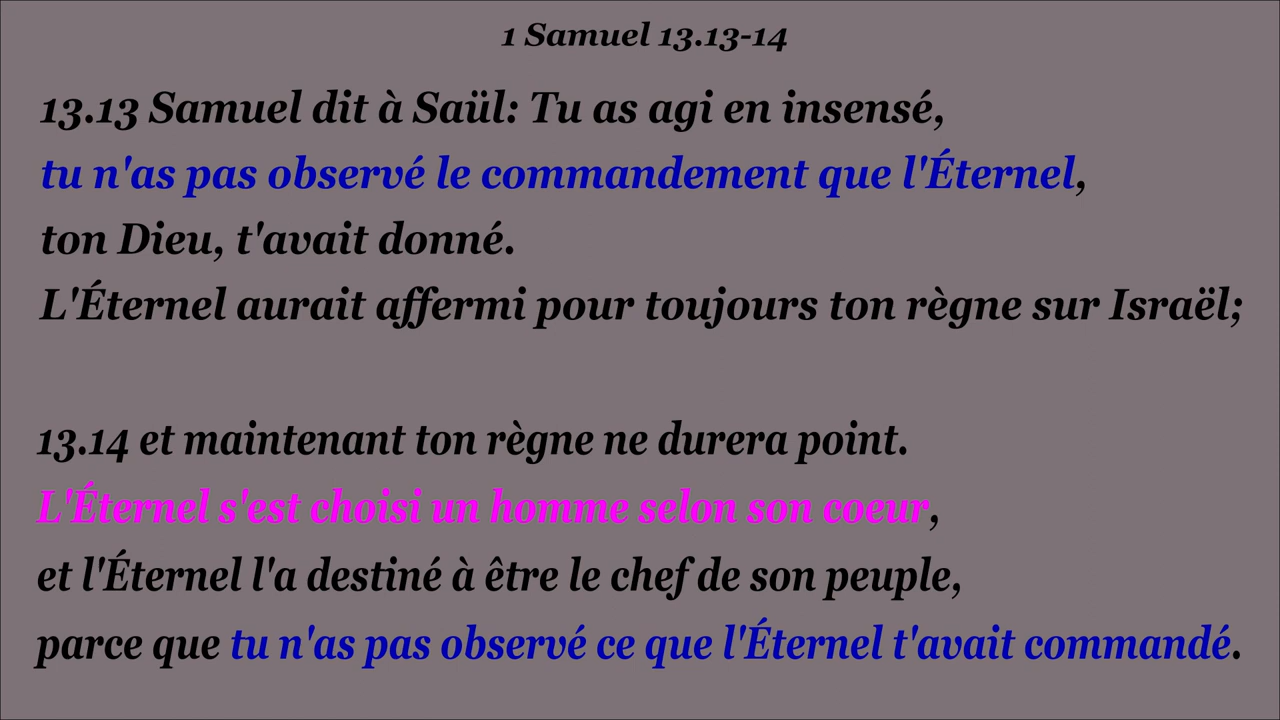 1 Samuel 13.13-14
13.13 Samuel dit à Saül: Tu as agi en insensé,
tu n'as pas observé le commandement que l'Éternel,
ton Dieu, t'avait donné.
L'Éternel aurait affermi pour toujours ton règne sur Israël;
13.14 et maintenant ton règne ne durera point.
L'Éternel s'est choisi un homme selon son coeur,
et l'Éternel l'a destiné à être le chef de son peuple,
parce que tu n'as pas observé ce que l'Éternel t'avait commandé.